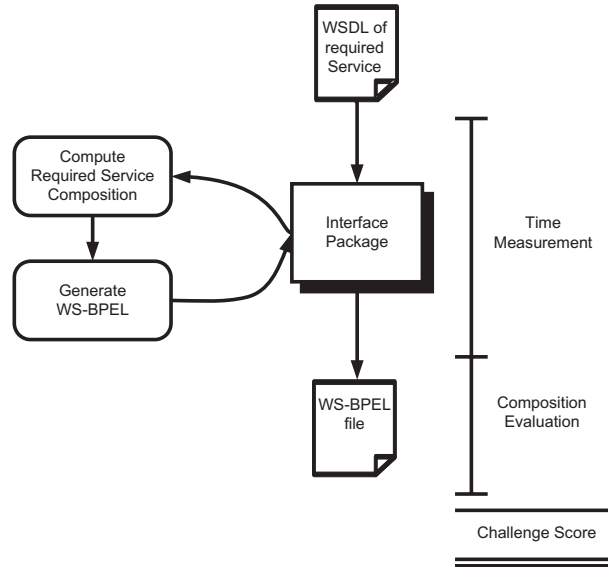 WSDL of
required
Service
Compute
Required Service
Composition
Interface
Package
Time
Measurement
Generate
WS-BPEL
WS-BPEL
file
Composition
Evaluation
Challenge Score